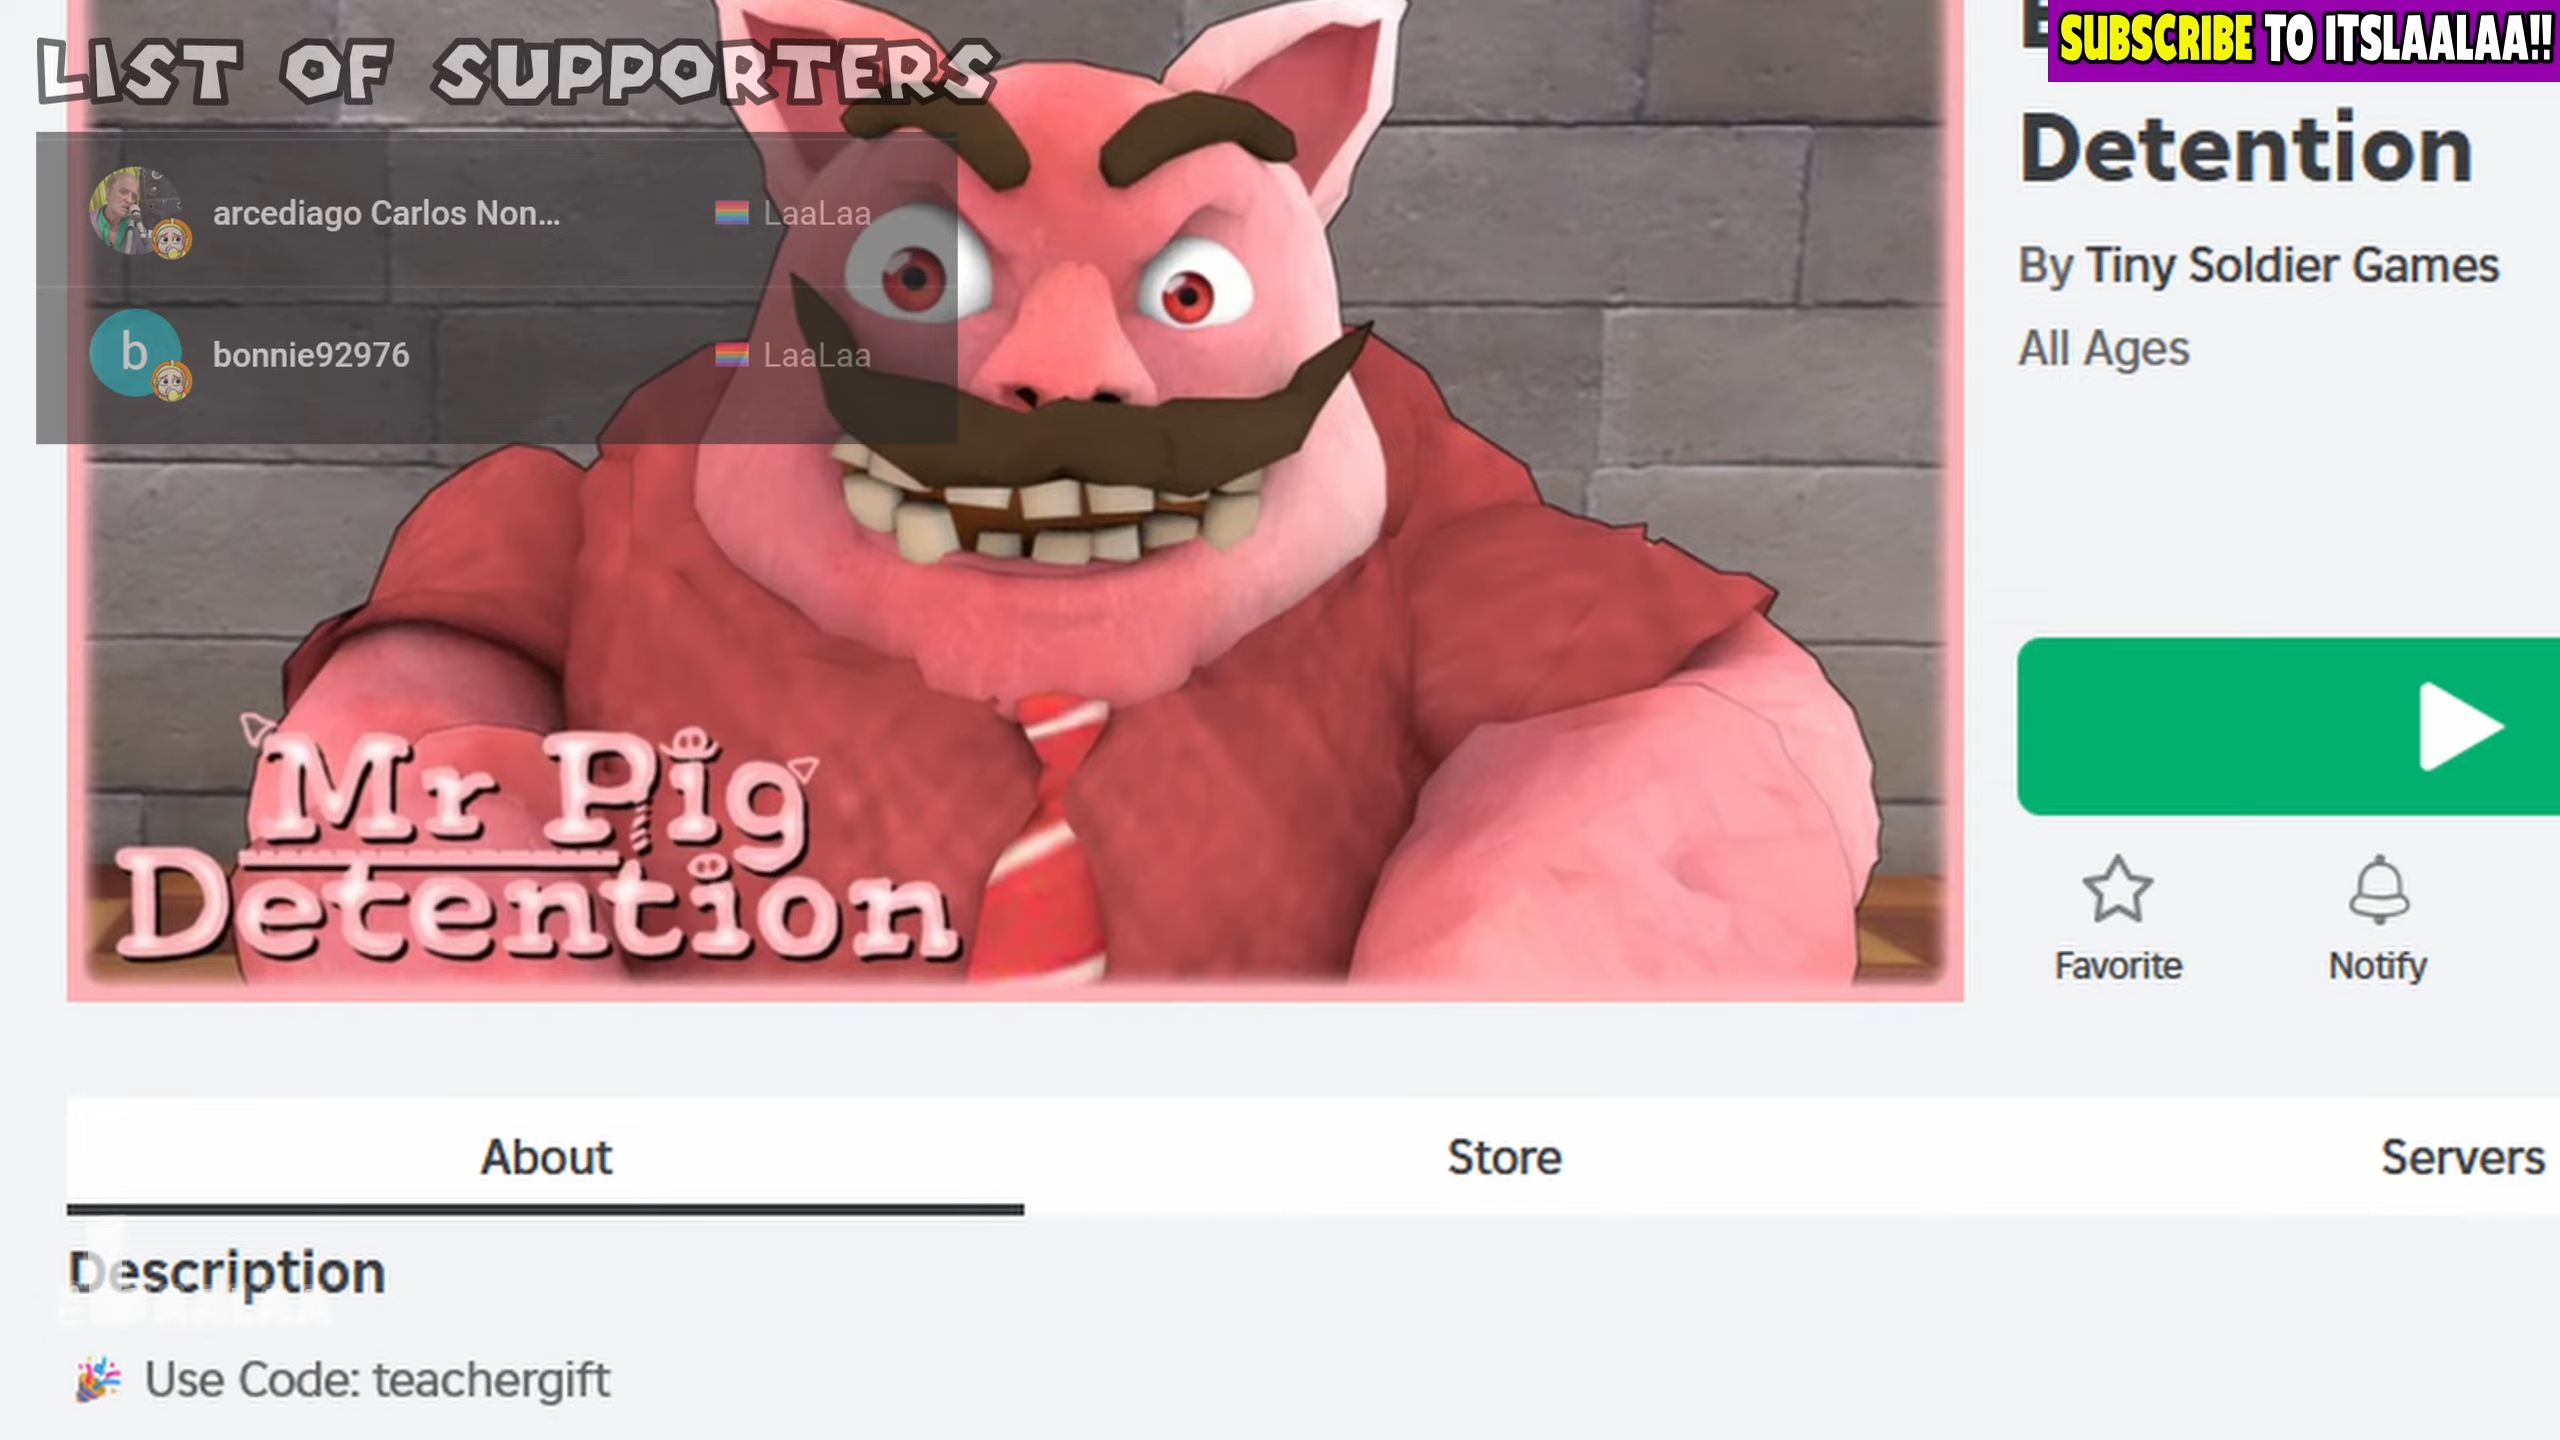 LIST OF SUPPORTERS
arcediago Carlos Non...
LaaLaa
b
bonnie92976
LaaLaa
SUBSCRIBE TO ITSLAALAA!!
Detention
By Tiny Soldier Games
All Ages
Mr Pig
Detention
Favorite
Notify
About
Store
Servers
Description
Use Code: teachergift